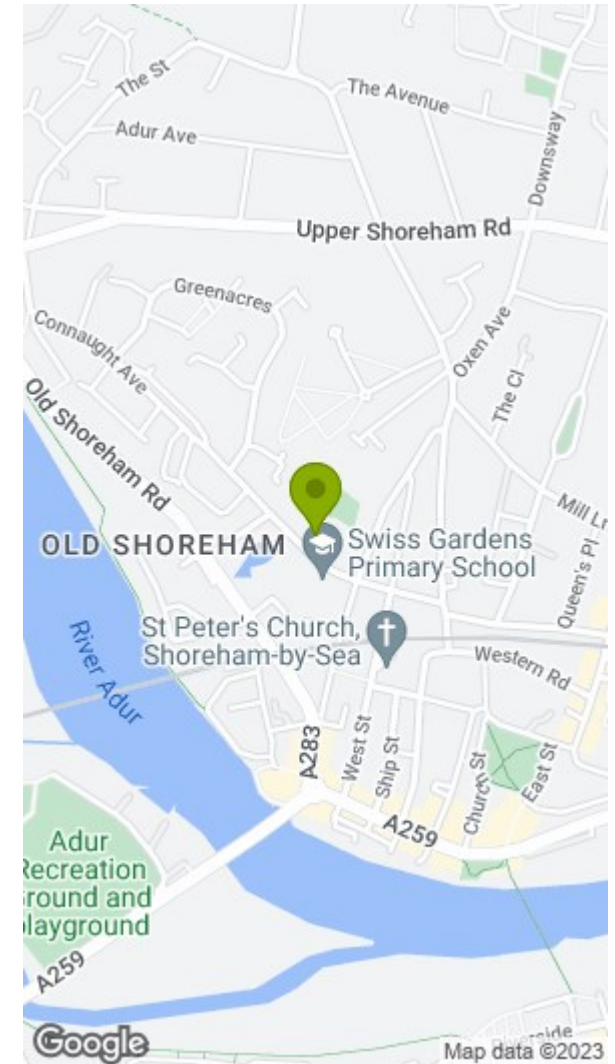 The St
The Avenue
Adur Ave
Downsway
Upper Shoreham Rd
Greenacres
Connaught Ave
Oxen Ave
The Cl
Old Shoreham Rd
Mill Ln
OLD SHOREHAM
Swiss Gardens
Primary School
Queen's Pl
St Peter's Church,
Shoreham-by-Sea
River Adur
Western Rd
A283
West St
Ship St
Church St
East St
A259
Adur
Recreation
Ground and
playground
A259
Google
Riverside
Map data ©2023